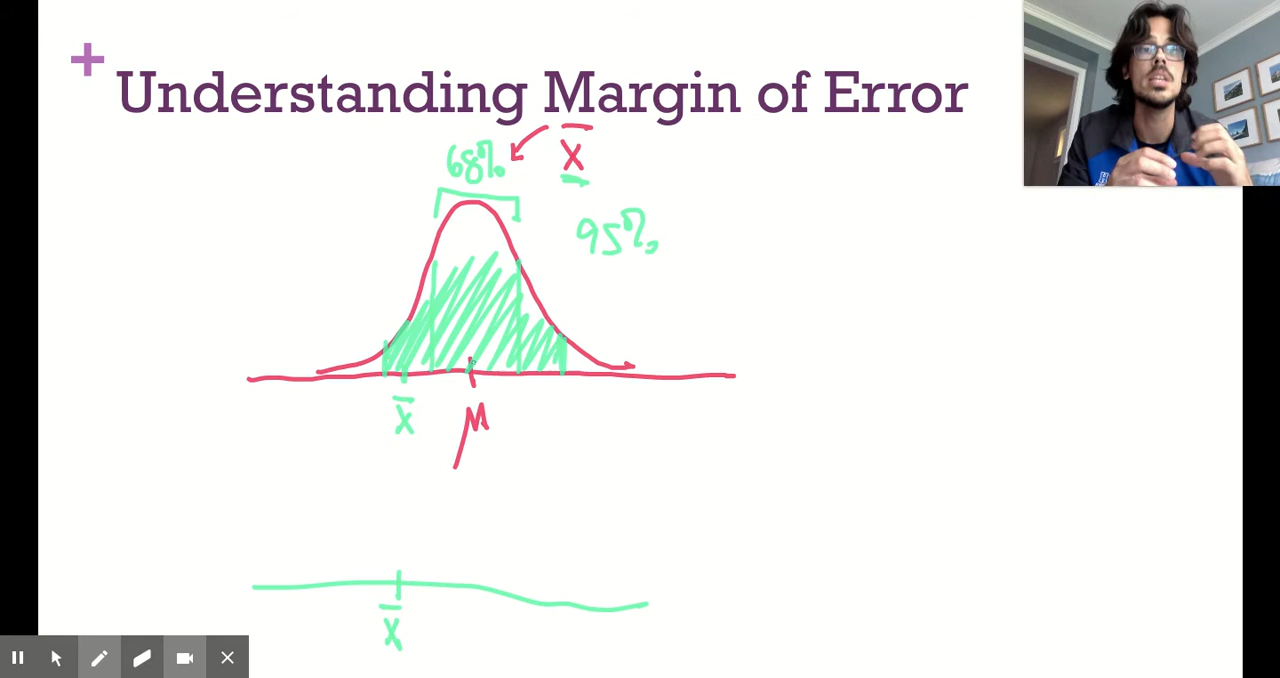 Understanding Margin of Error
68% x̄
95%
x̄ μ
x̄